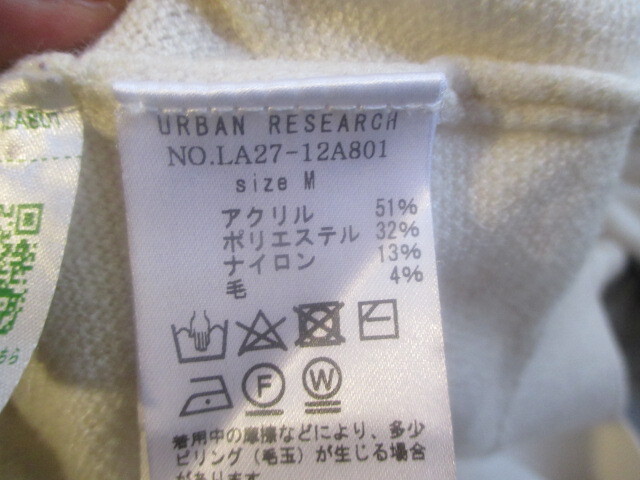 URBAN RESEARCH
NO.LA27-12A801
size M
アクリル 51%
ポリエステル 32%
ナイロン 13%
毛 4%
F W
着用中の摩擦などにより、多少
ピリング(毛玉)が生じる場合
があります